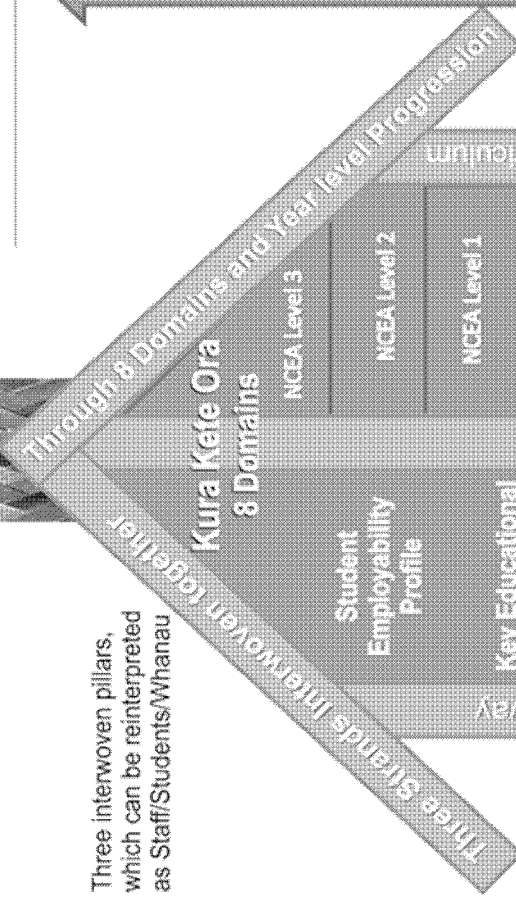 Three interwoven pillars,
which can be reinterpreted
as Staff/Students/Whanau
Three Strands Interwoven together
Through 8 Domains and Year level Progression
Kura Kete Ora
8 Domains
Student
Employability
Profile
Key Educational
NCEA Level 3
NCEA Level 2
NCEA Level 1